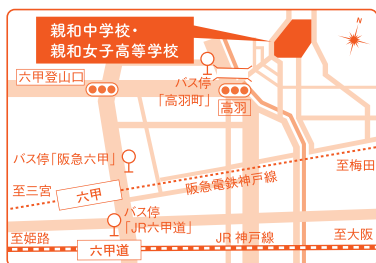 親和中学校・
親和女子高等学校
N
六甲登山口
バス停
「高羽町」
高羽
バス停「阪急六甲」
至梅田
至三宮
六甲
阪急電鉄神戸線
バス停
「JR六甲道」
至姫路
六甲道
JR 神戸線
至大阪